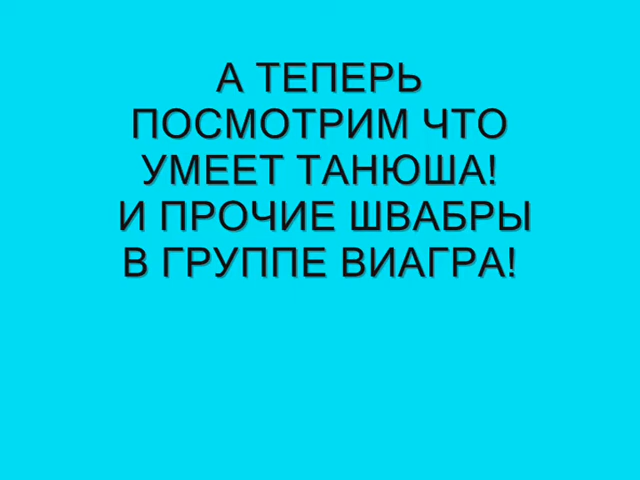 А ТЕПЕРЬ
ПОСМОТРИМ ЧТО
УМЕЕТ ТАНЮША!
И ПРОЧИЕ ШВАБРЫ
В ГРУППЕ ВИАГРА!